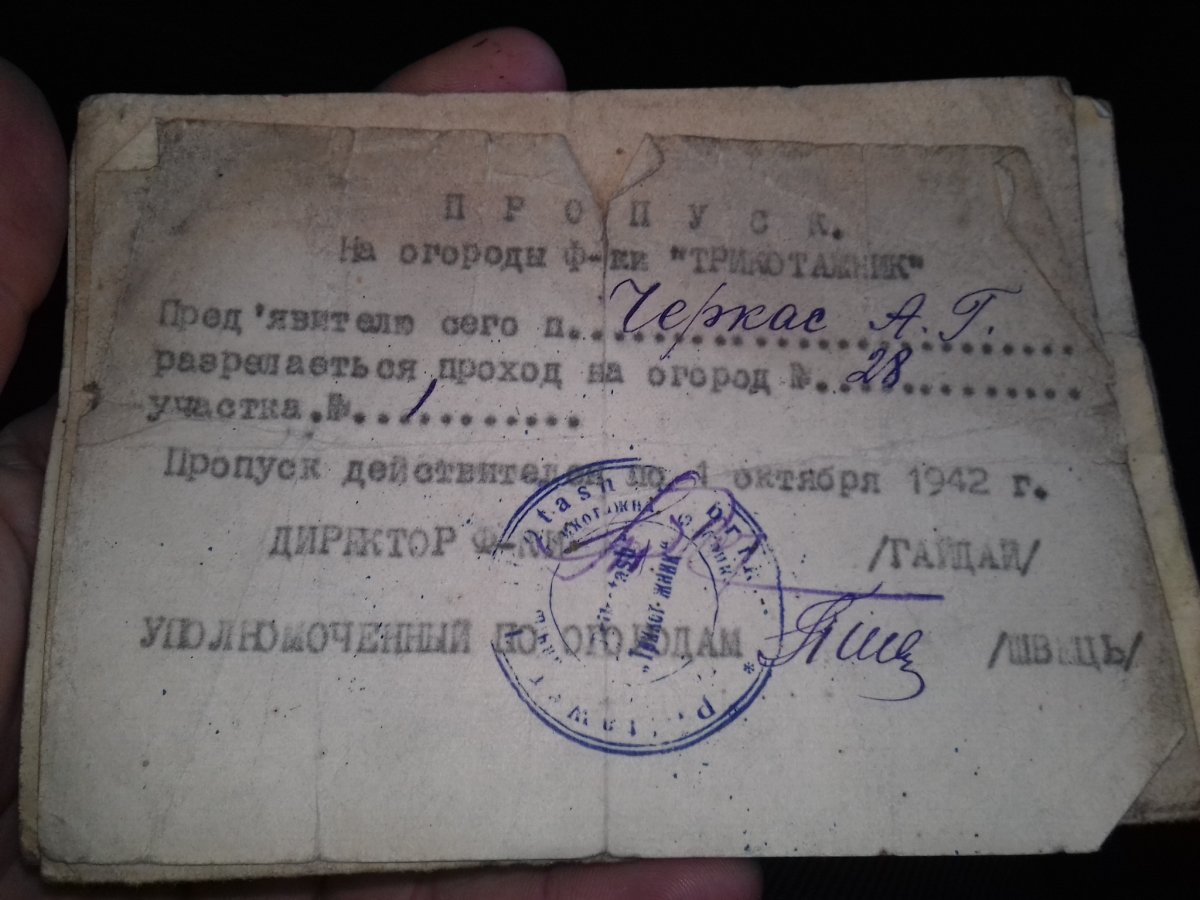 ПРОПУСК.
На огороды Ф-ки "ТРИКОТАЖНИК"
Пред'явителю сего п... Черкас А. Г.
разрешаеться проход на огород №... 28
участка.№... 1
Пропуск действителен по 1 октября 1942 г.
ДИРЕКТОР Ф-КИ /ГАЙДАЙ/
УПОЛЮМОЧЕННЫЙ ПО ОГОРОДАМ /ШВЕЦЬ/